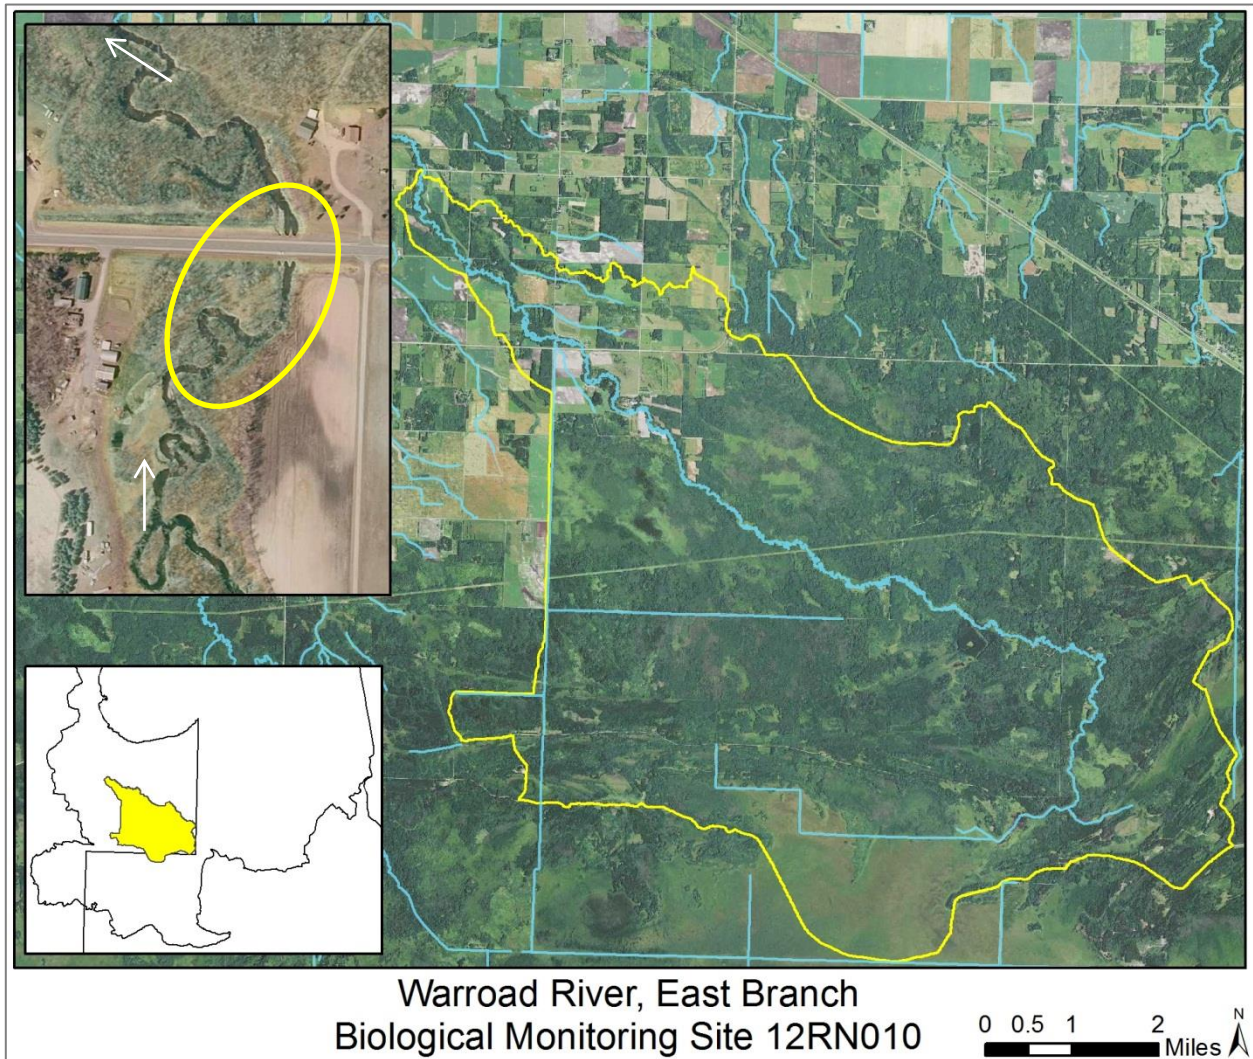 Warroad River, East Branch
Biological Monitoring Site 12RN010
0 0.5 1 2
Miles
N